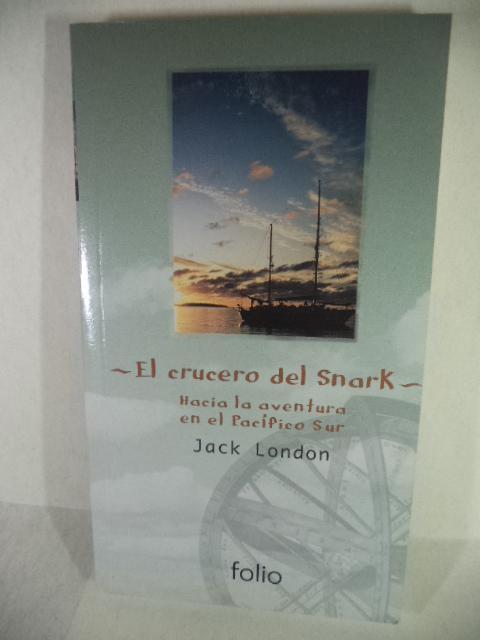 ~El crucero del Snark~
Hacia la aventura
en el Pacífico Sur
Jack London
folio